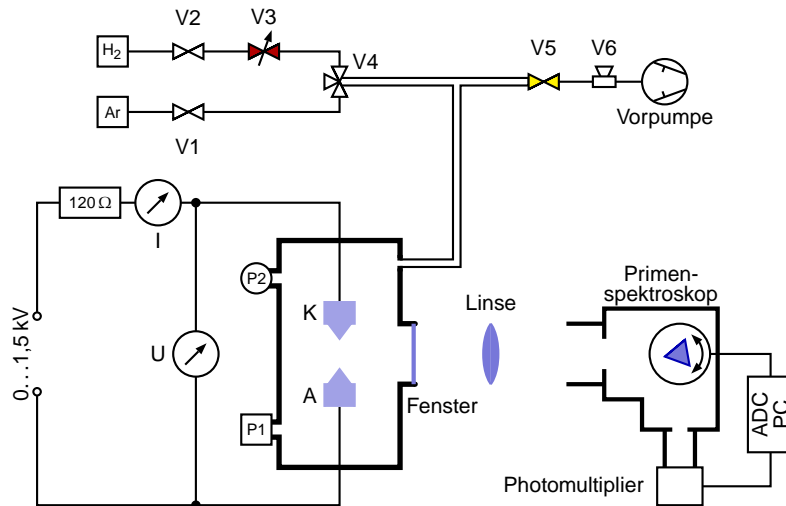 V2
V3
H2
V4
V5
V6
Ar
V1
Vorpumpe
120 Ω
I
P2
Primen-
spektroskop
K
Linse
0...1,5 kV
U
A
Fenster
P1
ADC
PC
Photomultiplier